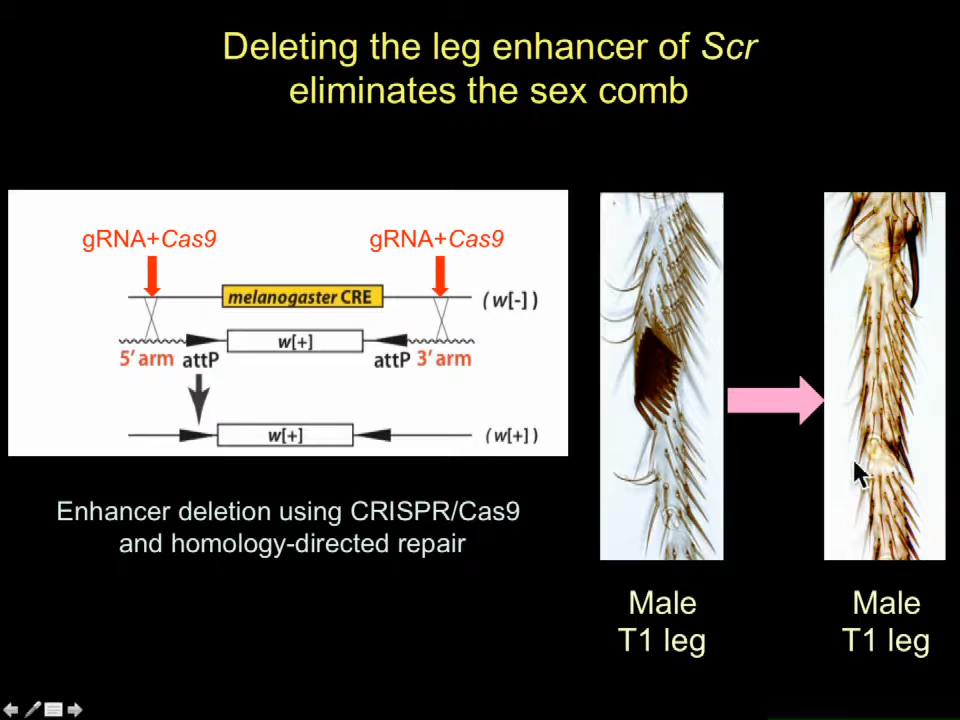 Deleting the leg enhancer of Scr
eliminates the sex comb
gRNA+Cas9 gRNA+Cas9
melanogaster CRE (w[-])
w[+]
5' arm attP attP 3' arm
w[+] (w[+])
Enhancer deletion using CRISPR/Cas9
and homology-directed repair
Male
T1 leg
Male
T1 leg